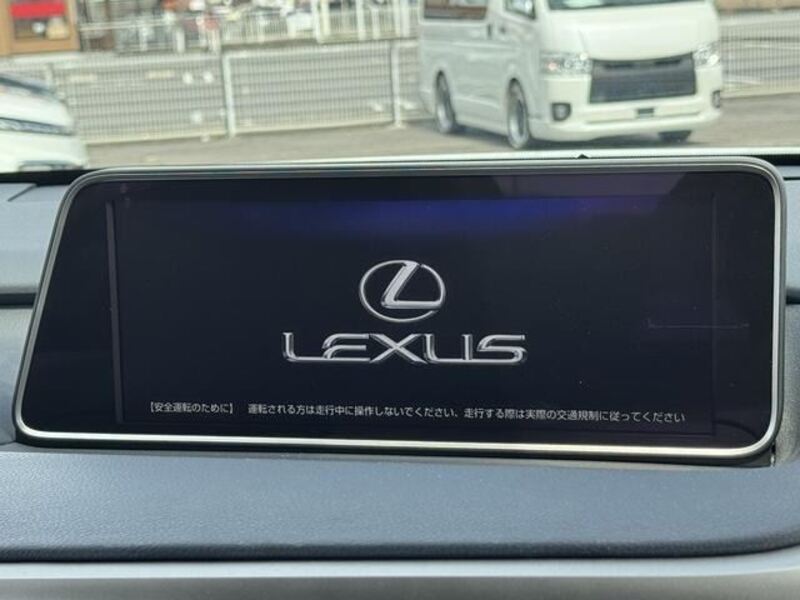 LEXUS
【安全運転のために】 運転される方は走行中に操作しないでください、走行する際は実際の交通規制に従ってください